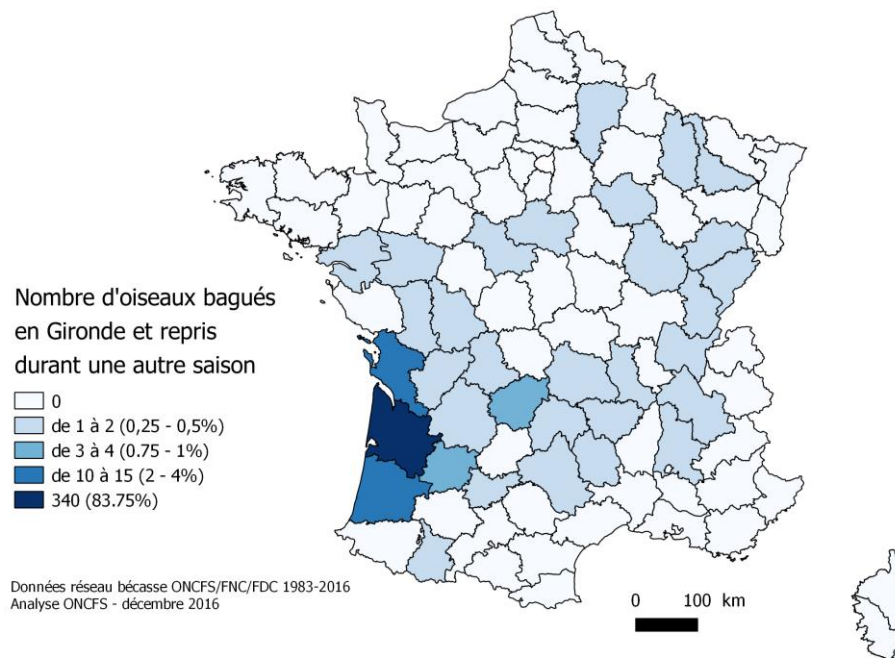 Nombre d'oiseaux bagués
en Gironde et repris
durant une autre saison
0
de 1 à 2 (0,25 - 0,5%)
de 3 à 4 (0.75 - 1%)
de 10 à 15 (2 - 4%)
340 (83.75%)
Données réseau bécasse ONCFS/FNC/FDC 1983-2016
Analyse ONCFS - décembre 2016
0 100 km